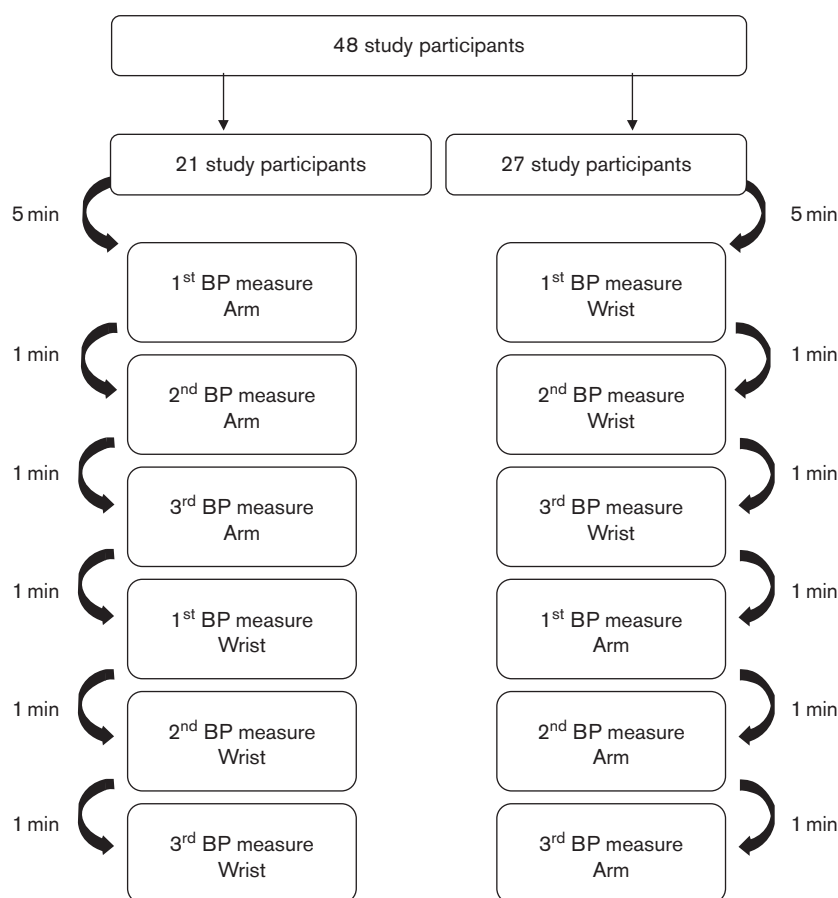 48 study participants
21 study participants
27 study participants
5 min
5 min
1st BP measure
Arm
1st BP measure
Wrist
1 min
1 min
2nd BP measure
Arm
2nd BP measure
Wrist
1 min
1 min
3rd BP measure
Arm
3rd BP measure
Wrist
1 min
1 min
1st BP measure
Wrist
1st BP measure
Arm
1 min
1 min
2nd BP measure
Wrist
2nd BP measure
Arm
1 min
1 min
3rd BP measure
Wrist
3rd BP measure
Arm